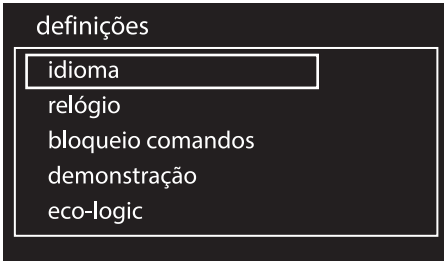 definições
idioma
relógio
bloqueio comandos
demonstração
eco-logic